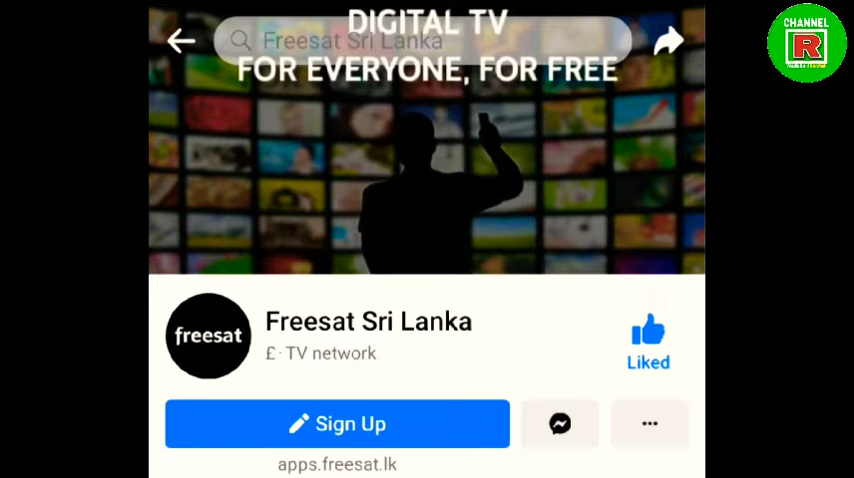 DIGITAL TV
Freesat Sri Lanka
FOR EVERYONE, FOR FREE
CHANNEL
R
freesat
Freesat Sri Lanka
£ · TV network
Liked
Sign Up
apps.freesat.lk